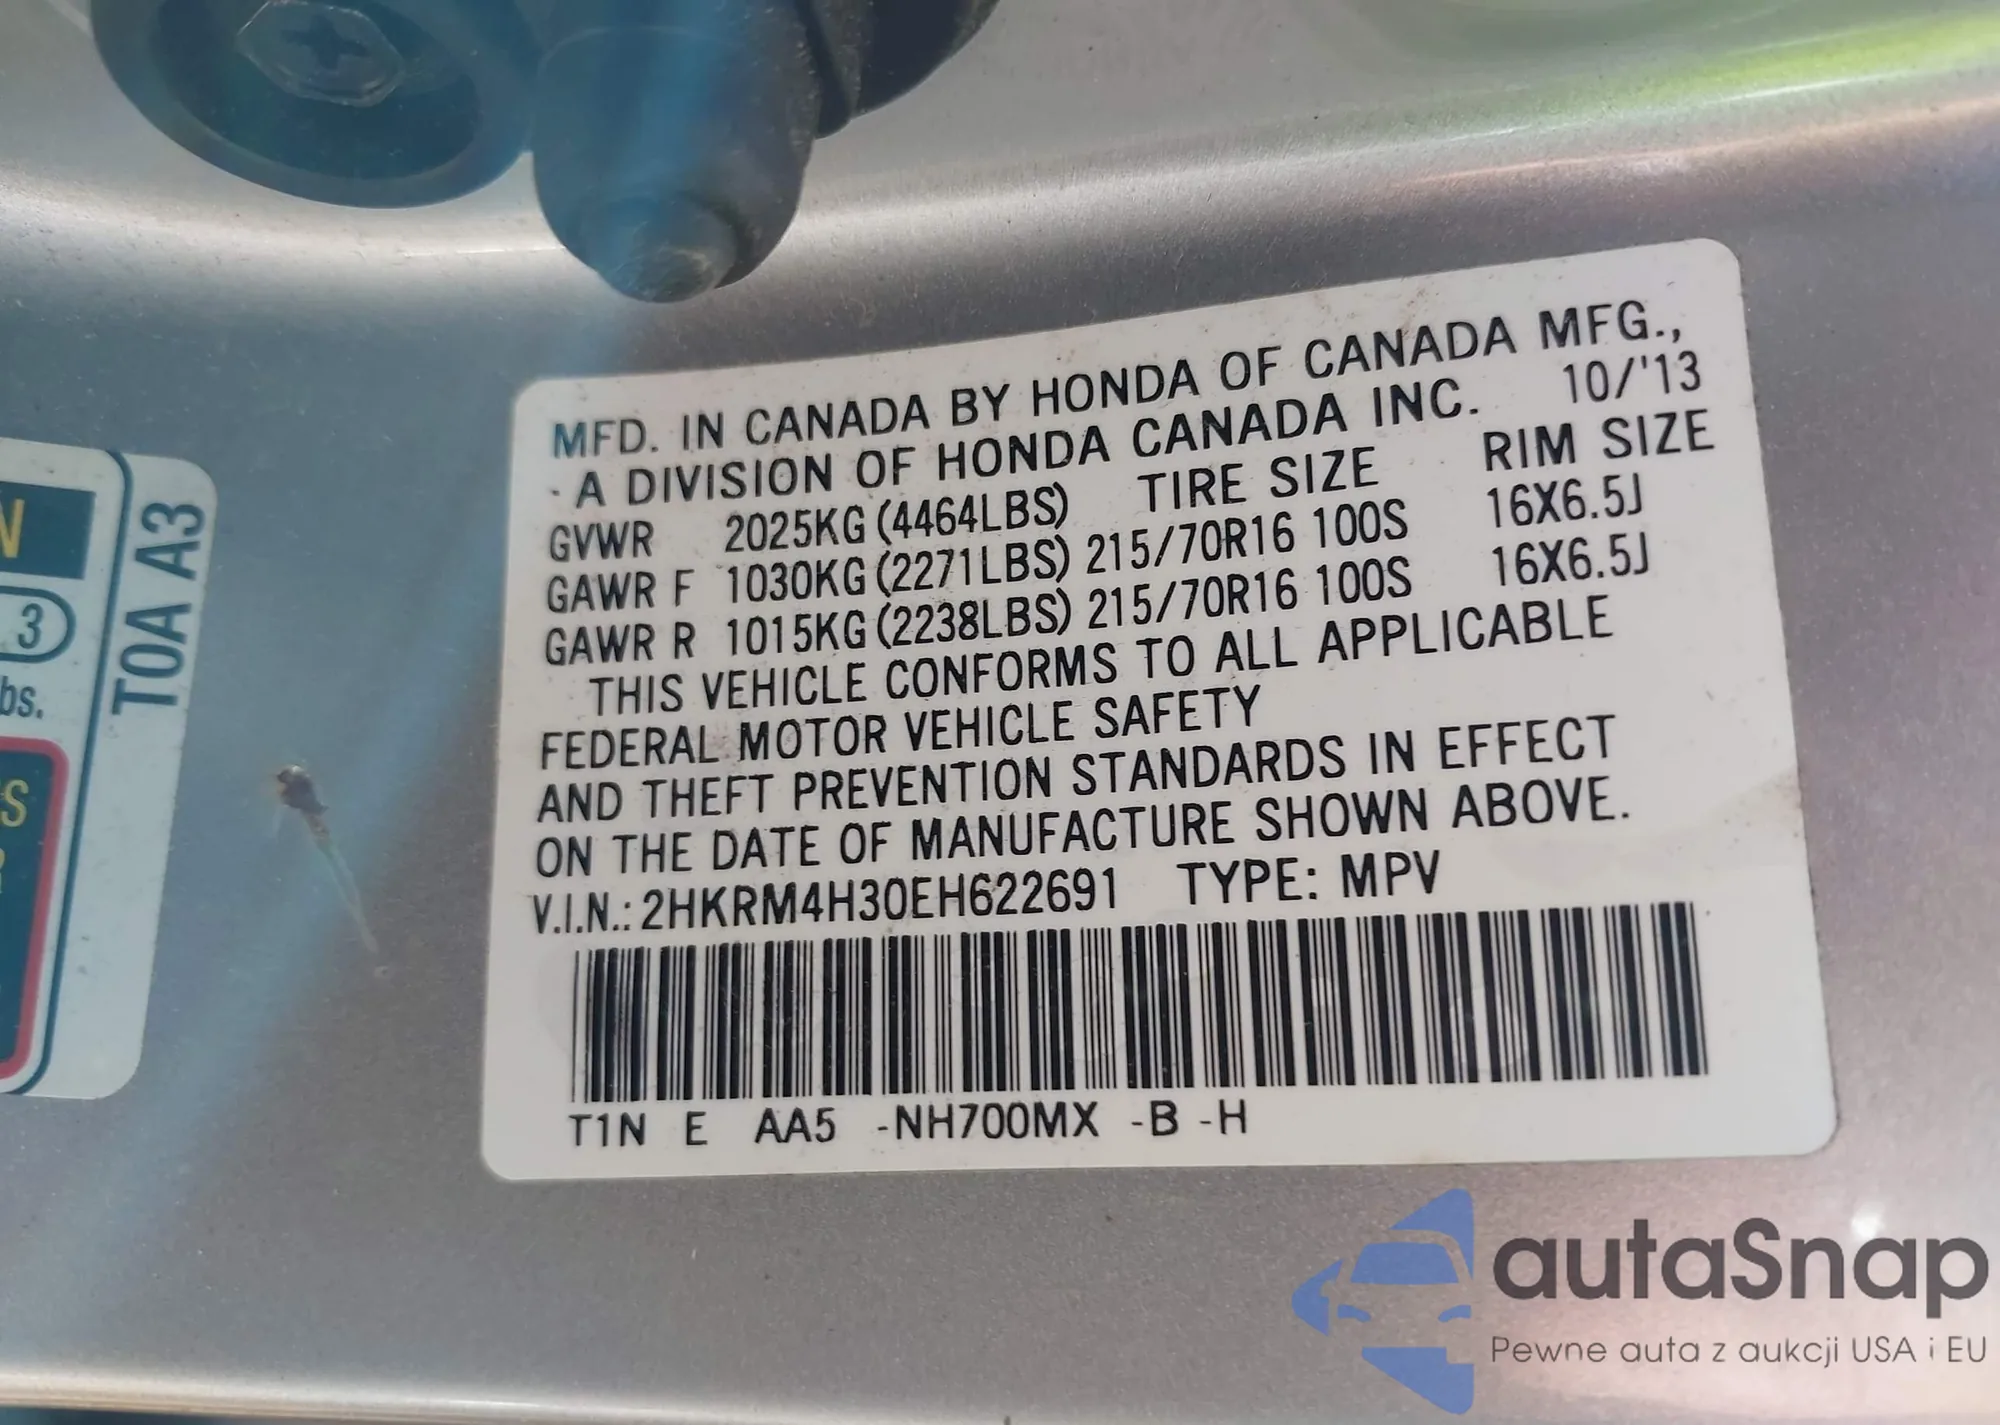 MFD. IN CANADA BY HONDA OF CANADA MFG.,
A DIVISION OF HONDA CANADA INC. 10/'13
GVWR 2025KG (4464LBS) TIRE SIZE RIM SIZE
GAWR F 1030KG (2271LBS) 215/70R16 100S 16X6.5J
GAWR R 1015KG (2238LBS) 215/70R16 100S 16X6.5J
THIS VEHICLE CONFORMS TO ALL APPLICABLE
FEDERAL MOTOR VEHICLE SAFETY
AND THEFT PREVENTION STANDARDS IN EFFECT
ON THE DATE OF MANUFACTURE SHOWN ABOVE.
V.I.N.: 2HKRM4H30EH622691 TYPE: MPV
T1N E AA5 -NH700MX -B -H
N
3
bs.
S
T0A A3
autaSnap
Pewne auta z aukcji USA i EU